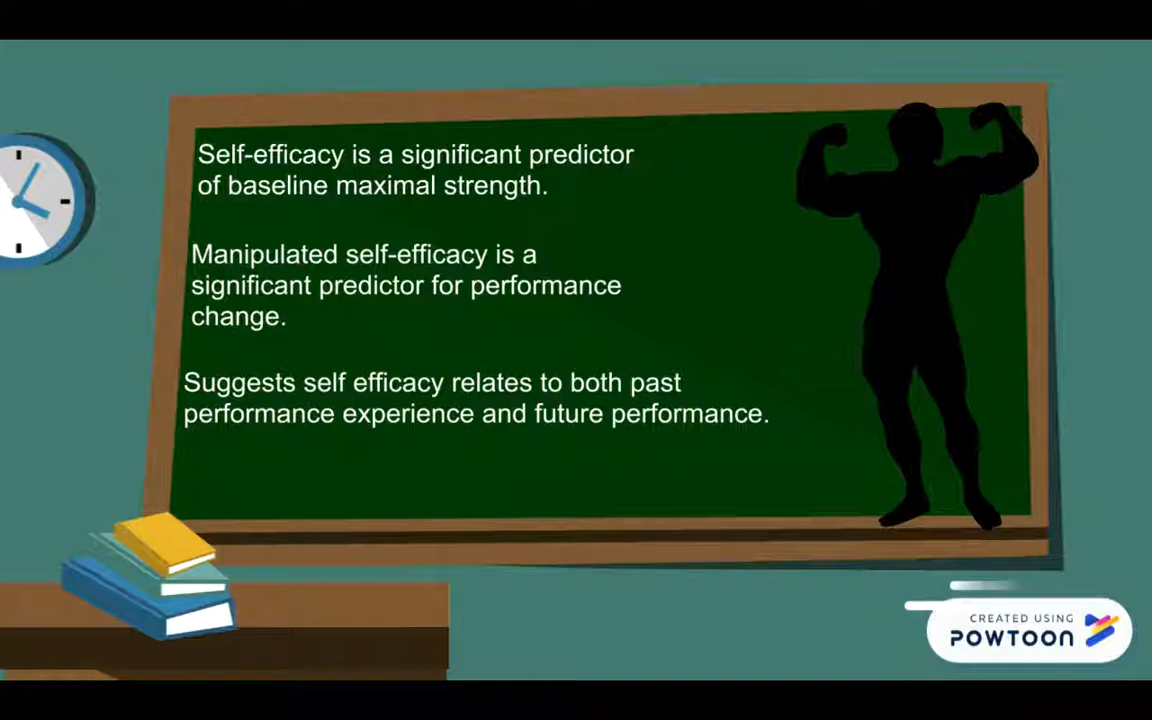 Self-efficacy is a significant predictor
of baseline maximal strength.
Manipulated self-efficacy is a
significant predictor for performance
change.
Suggests self efficacy relates to both past
performance experience and future performance.
CREATED USING
POWTOON